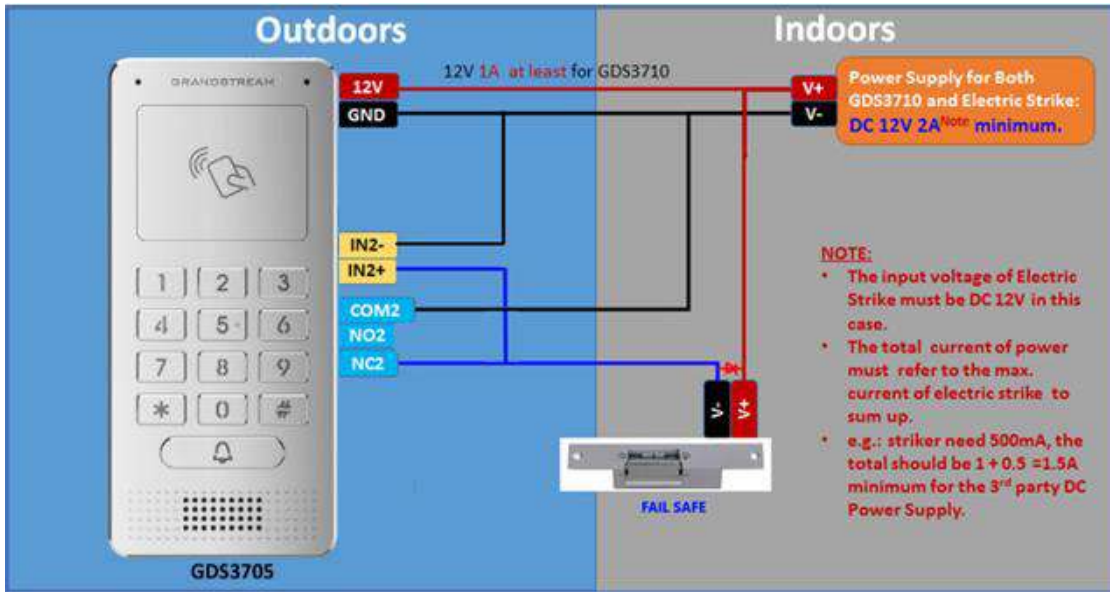 Outdoors
Indoors
GRANDSTREAM
12V 1A at least for GDS3710
12V
GND
V+
V-
Power Supply for Both
GDS3710 and Electric Strike:
DC 12V 2A Note minimum.
IN2-
IN2+
COM2
NO2
NC2
1 2 3
4 5 6
7 8 9
* 0 #
V-
V+
FAIL SAFE
GDS3705
NOTE:
• The input voltage of Electric
Strike must be DC 12V in this
case.
• The total current of power
must refer to the max.
current of electric strike to
sum up.
• e.g.: striker need 500mA, the
total should be 1 + 0.5 =1.5A
minimum for the 3rd party DC
Power Supply.